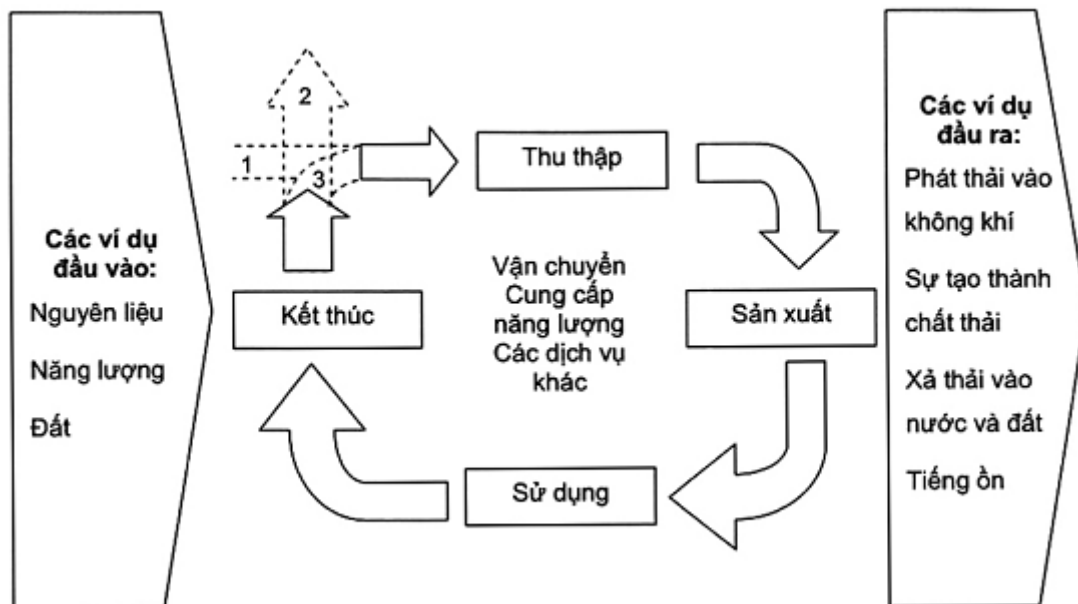 Các ví dụ
đầu vào:
Nguyên liệu
Năng lượng
Đất
1
2
3
Thu thập
Kết thúc
Vận chuyển
Cung cấp
năng lượng
Các dịch vụ
khác
Sản xuất
Sử dụng
Các ví dụ
đầu ra:
Phát thải vào
không khí
Sự tạo thành
chất thải
Xả thải vào
nước và đất
Tiếng ồn